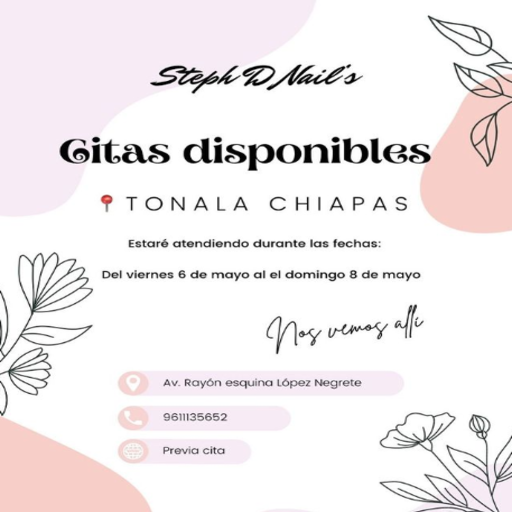 Steph D Nail's
Citas disponibles
TONALA CHIAPAS
Estaré atendiendo durante las fechas:
Del viernes 6 de mayo al el domingo 8 de mayo
Nos vemos allí
Av. Rayón esquina López Negrete
9611135652
Previa cita